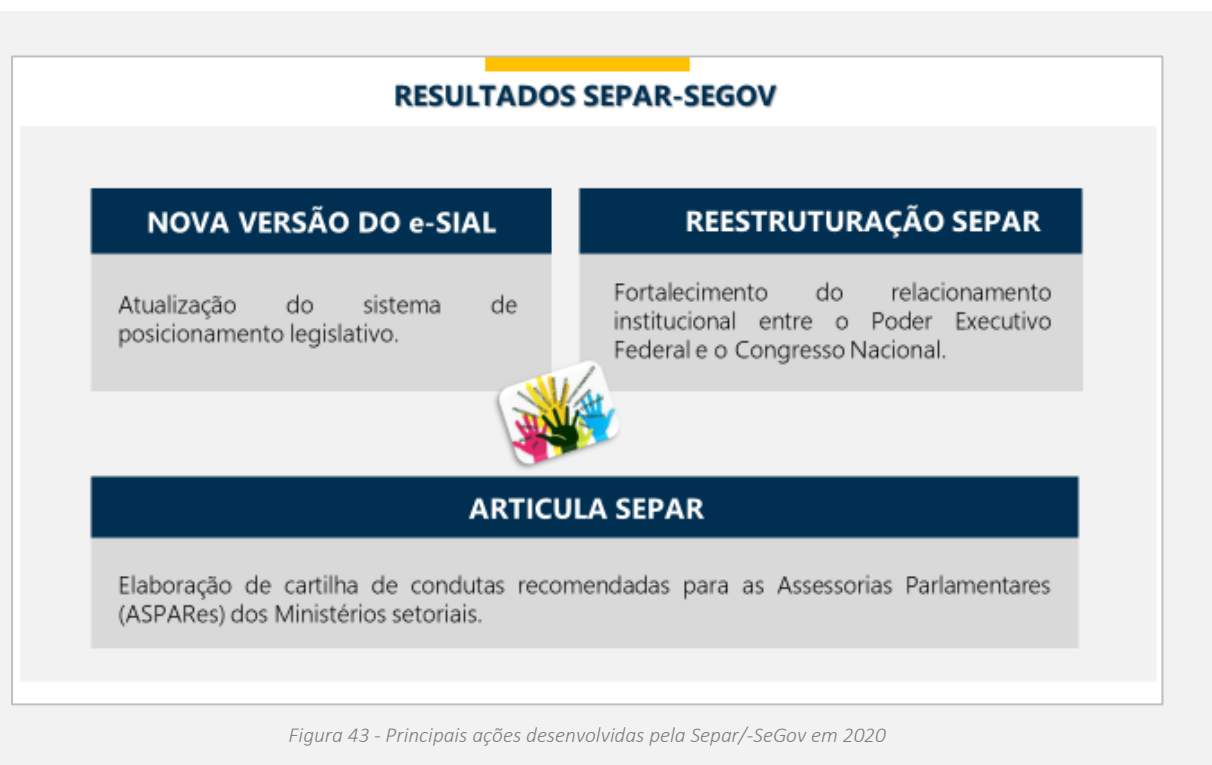 RESULTADOS SEPAR-SEGOV
NOVA VERSÃO DO e-SIAL
Atualização do sistema de
posicionamento legislativo.
REESTRUTURAÇÃO SEPAR
Fortalecimento do relacionamento
institucional entre o Poder Executivo
Federal e o Congresso Nacional.
ARTICULA SEPAR
Elaboração de cartilha de condutas recomendadas para as Assessorias Parlamentares
(ASPARes) dos Ministérios setoriais.
Figura 43 - Principais ações desenvolvidas pela Separ/-SeGov em 2020